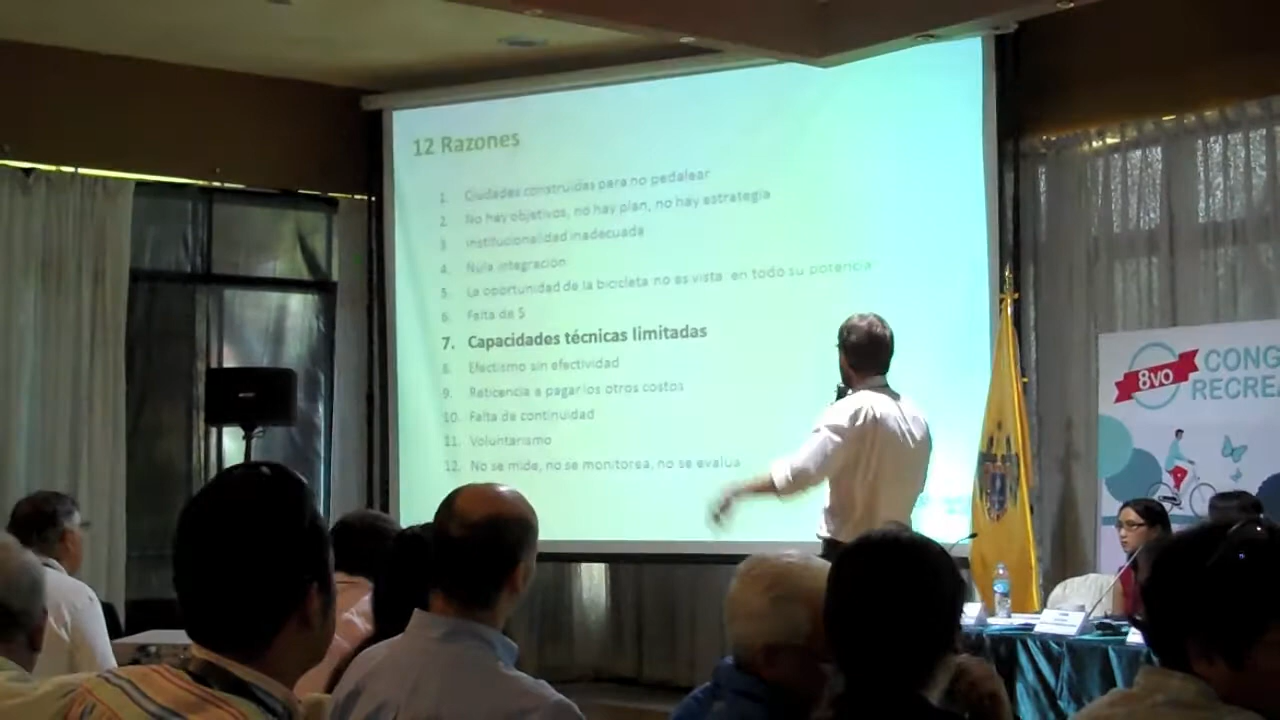 12 Razones
1. Ciudades construidas para no pedalear
2. No hay objetivos, no hay plan, no hay estrategia
3. Institucionalidad inadecuada
4. Nula integración
5. La oportunidad de la bicicleta no es vista en todo su potencia
6. Falta de $
7. Capacidades técnicas limitadas
8. Efectismo sin efectividad
9. Reticencia a pagar los otros costos
10. Falta de continuidad
11. Voluntarismo
12. No se mide, no se monitorea, no se evalua
8VO
CONG
RECREA